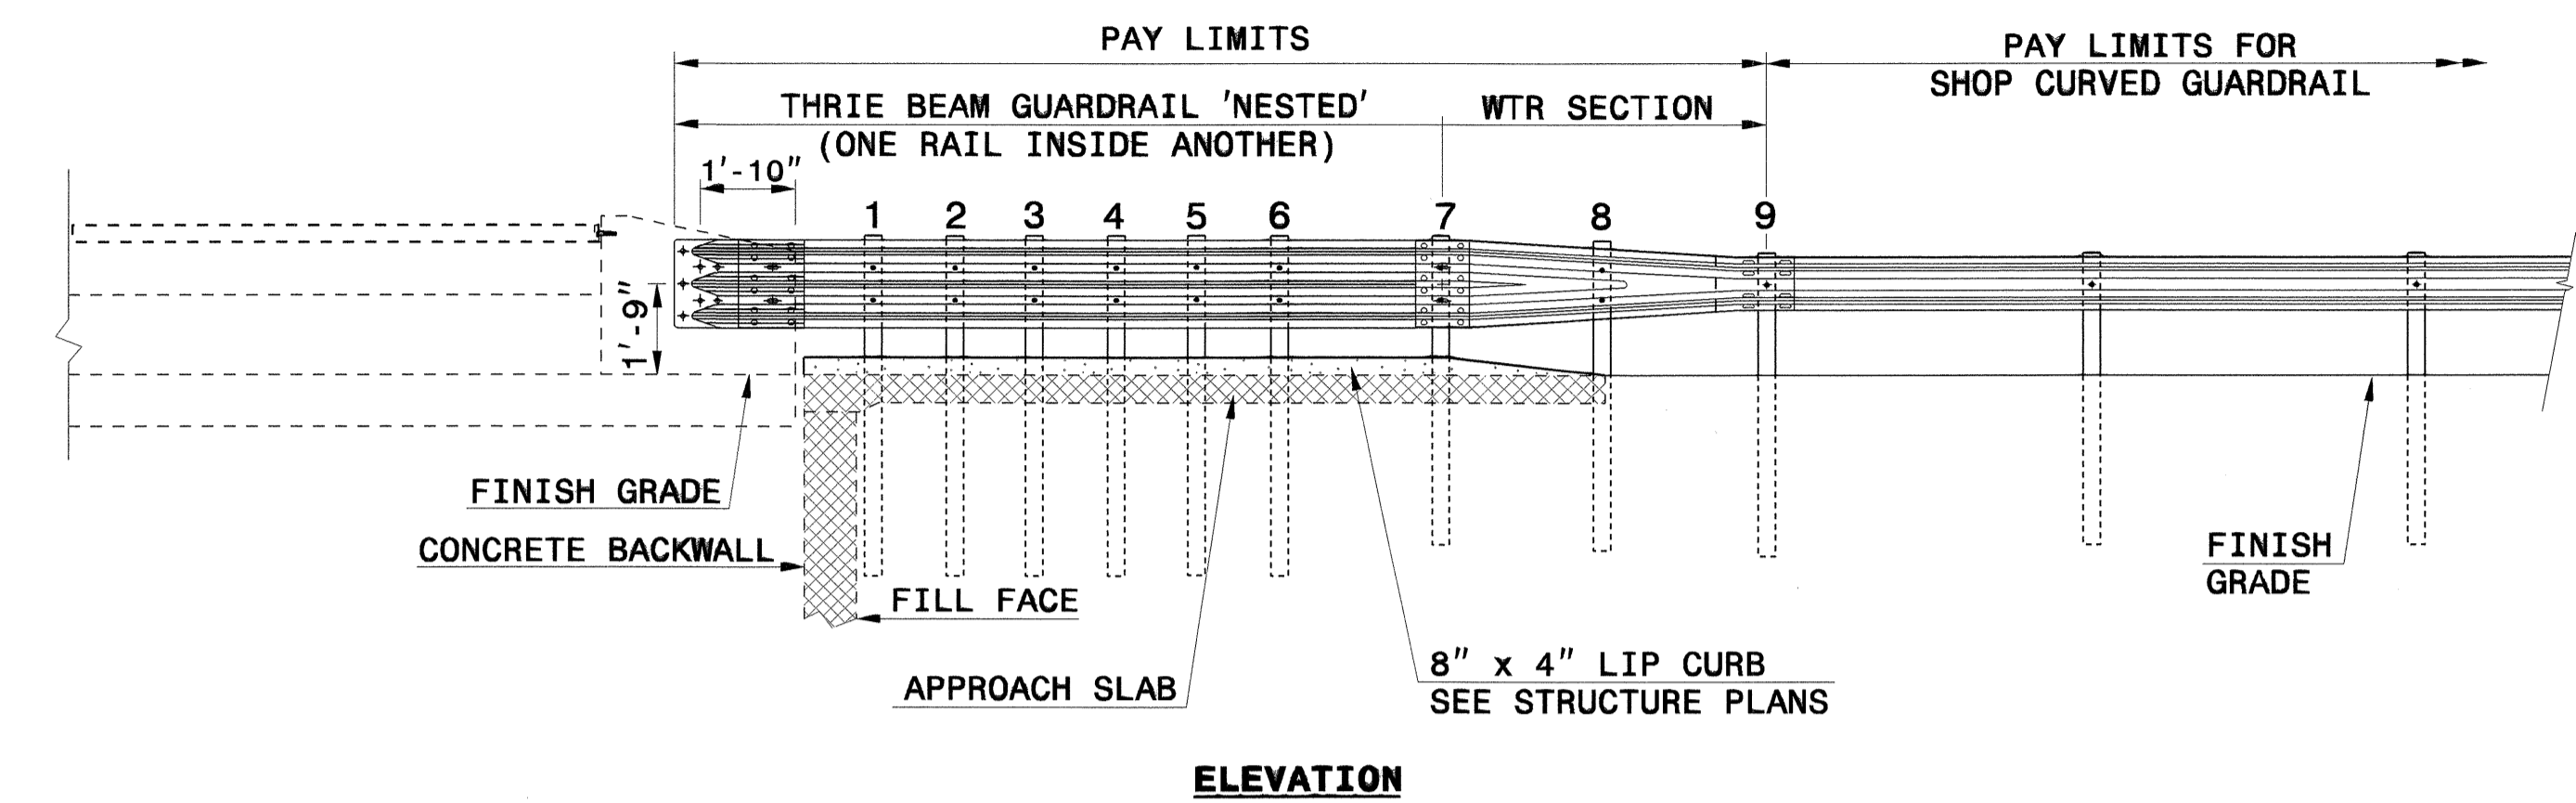 PAY LIMITS
PAY LIMITS FOR
SHOP CURVED GUARDRAIL
THRIE BEAM GUARDRAIL 'NESTED'
(ONE RAIL INSIDE ANOTHER)
WTR SECTION
1'-10"
1 2 3 4 5 6 7 8 9
1'-9"
FINISH GRADE
CONCRETE BACKWALL
FILL FACE
APPROACH SLAB
8" x 4" LIP CURB
SEE STRUCTURE PLANS
FINISH
GRADE
ELEVATION